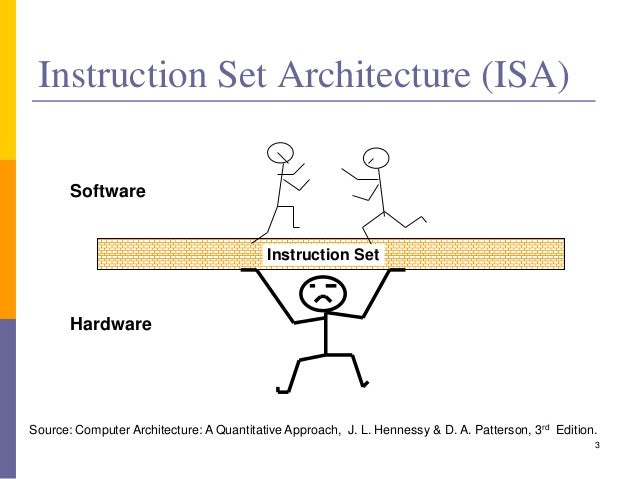 Instruction Set Architecture (ISA)
Software
Instruction Set
Hardware
Source: Computer Architecture: A Quantitative Approach, J. L. Hennessy & D. A. Patterson, 3rd Edition.
3